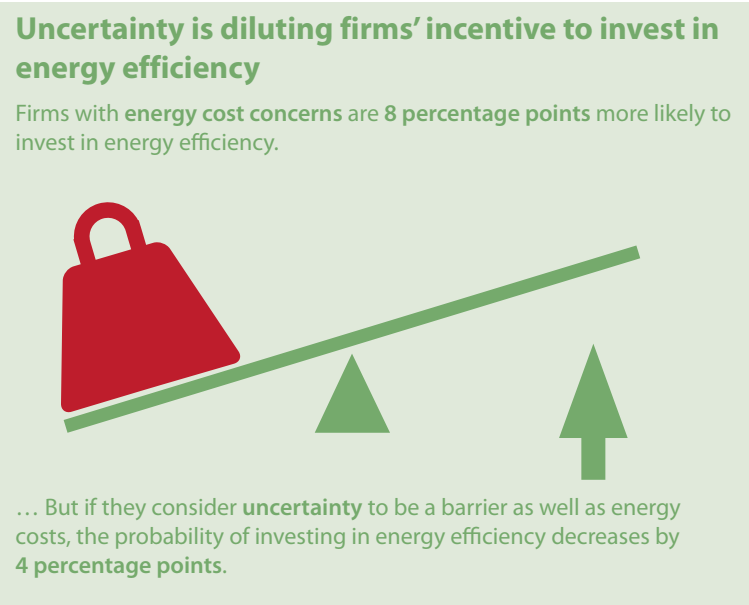 Uncertainty is diluting firms’ incentive to invest in
energy efficiency
Firms with energy cost concerns are 8 percentage points more likely to
invest in energy efficiency.
… But if they consider uncertainty to be a barrier as well as energy
costs, the probability of investing in energy efficiency decreases by
4 percentage points.